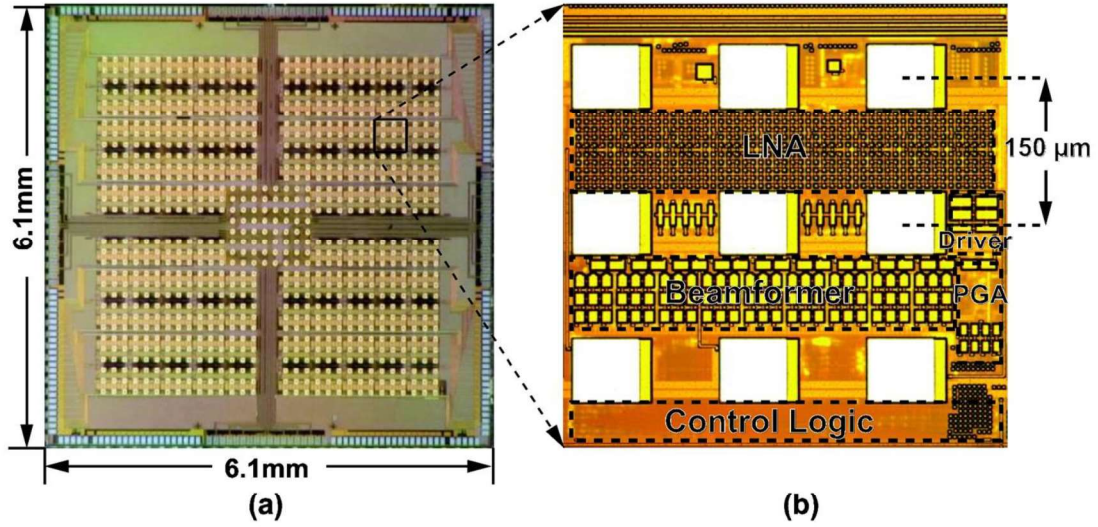 6.1mm
6.1mm
(a)
LNA
150 µm
Driver
Beamformer
PGA
Control Logic
(b)